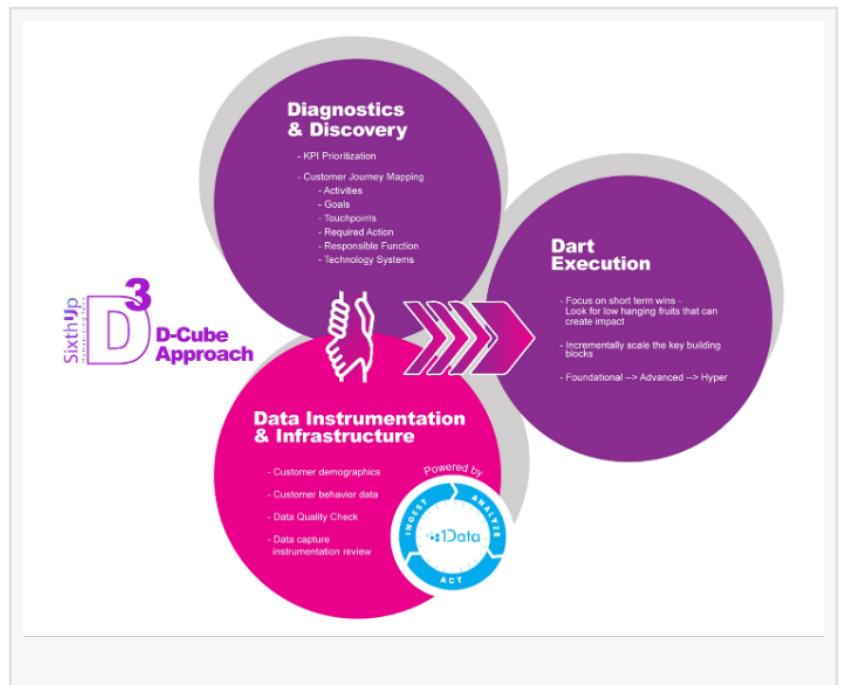 Diagnostics
& Discovery
- KPI Prioritization
- Customer Journey Mapping
- Activities
- Goals
- Touchpoints
- Required Action
- Responsible Function
- Technology Systems
Dart
Execution
- Focus on short term wins -
Look for low hanging fruits that can
create impact
- Incrementally scale the key building
blocks
- Foundational --> Advanced --> Hyper
SixthUp
D3
D-Cube
Approach
Data Instrumentation
& Infrastructure
- Customer demographics
- Customer behavior data
- Data Quality Check
- Data capture
instrumentation review
Powered by
INGEST
ANALYZE
ACT
1Data